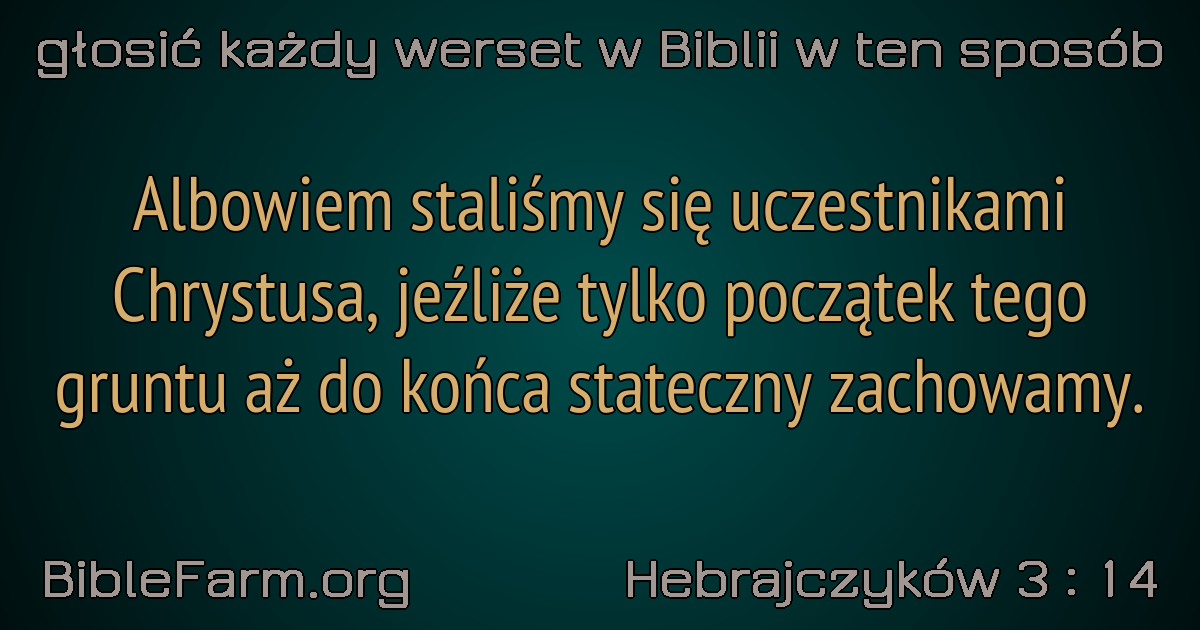 głosić każdy werset w Biblii w ten sposób
Albowiem staliśmy się uczestnikami
Chrystusa, jeźliże tylko początek tego
gruntu aż do końca stateczny zachowamy.
BibleFarm.org
Hebrajczyków 3 : 14